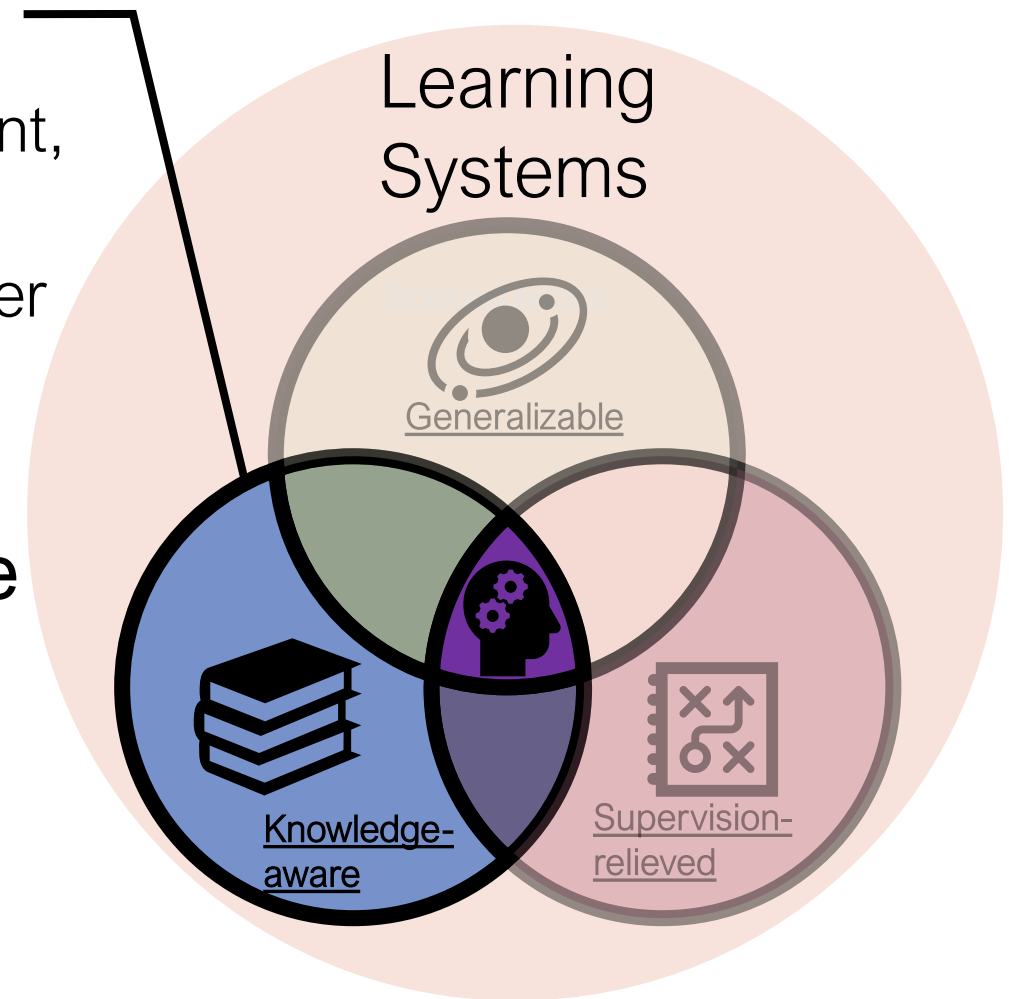 Learning
Systems
nt,
er
Generalizable
e
Knowledge-
aware
Supervision-
relieved